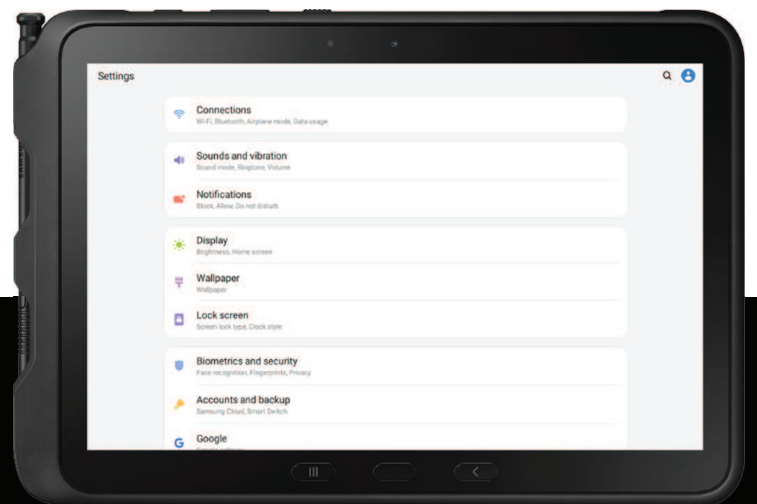 Settings
Connections
Wi-Fi, Bluetooth, Airplane mode, Data usage
Sounds and vibration
Sound mode, Ringtone, Volume
Notifications
Block, Allow, Do not disturb
Display
Brightness, Home screen
Wallpaper
Wallpaper
Lock screen
Screen lock type, Clock style
Biometrics and security
Face recognition, Fingerprints, Privacy
Accounts and backup
Samsung Cloud, Smart Switch
Google